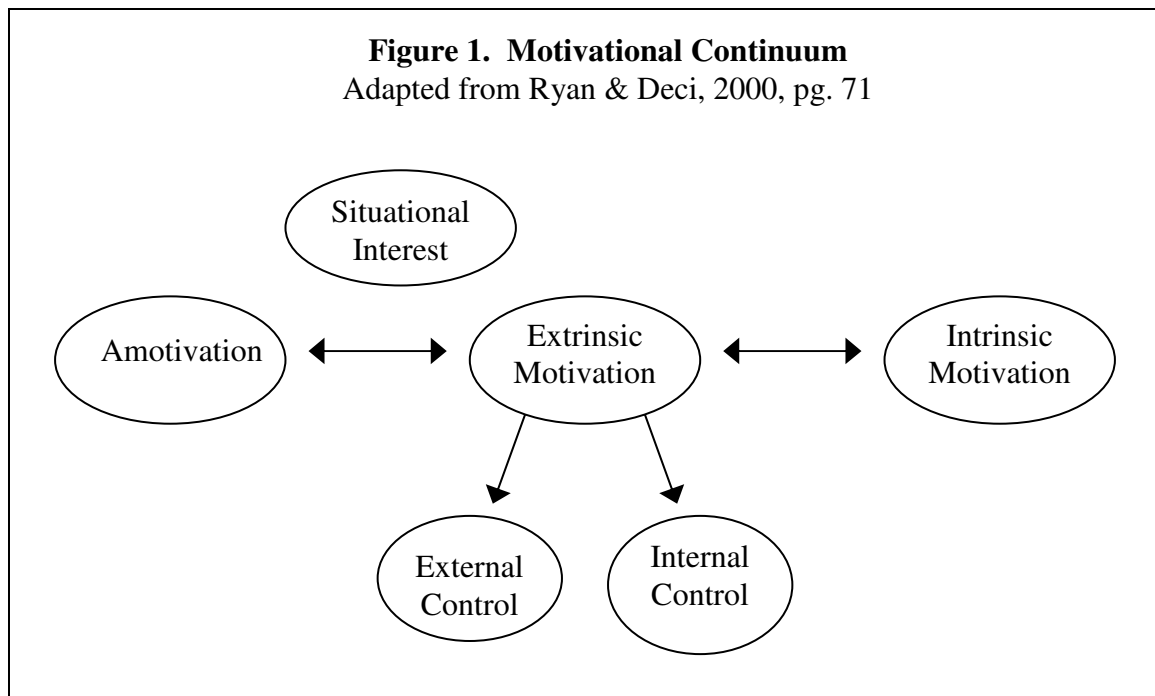 Figure 1. Motivational Continuum
Adapted from Ryan & Deci, 2000, pg. 71
Situational
Interest
Amotivation
Extrinsic
Motivation
Intrinsic
Motivation
External
Control
Internal
Control